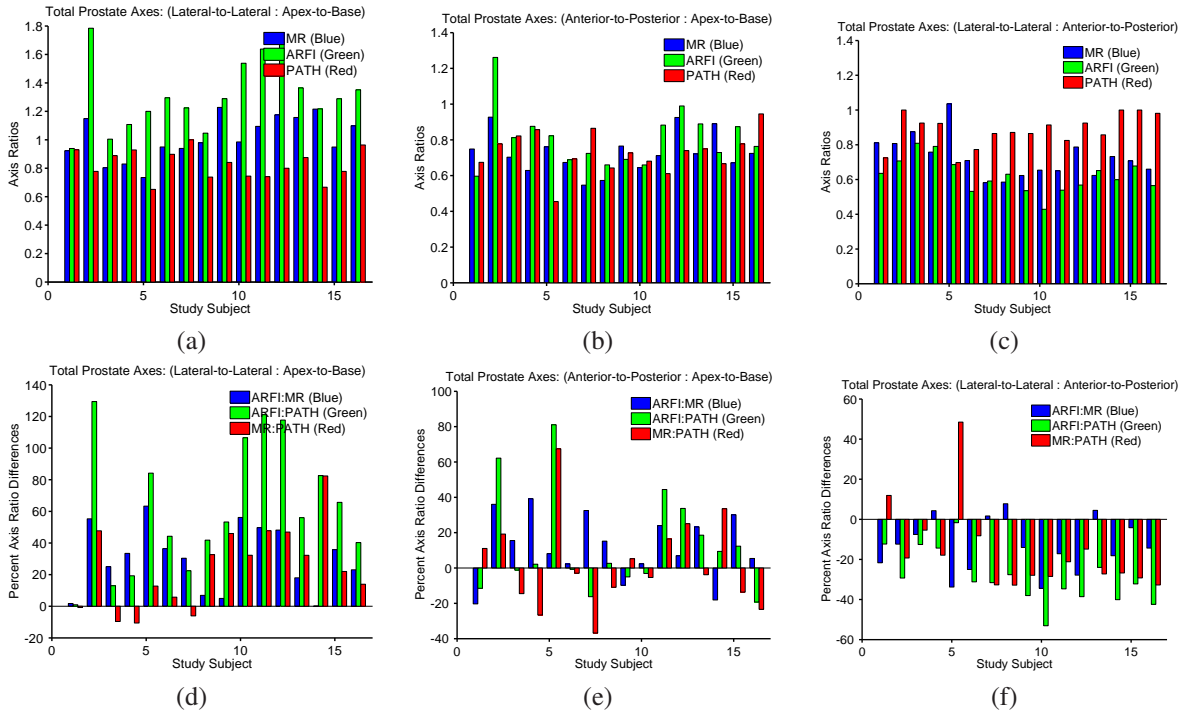 Total Prostate Axes: (Lateral-to-Lateral : Apex-to-Base)
1.8
1.6
1.4
1.2
1
0.8
0.6
0.4
0.2
0
Axis Ratios
MR (Blue)
ARFI (Green)
PATH (Red)
0 5 10 15
Study Subject
(a)
Total Prostate Axes: (Anterior-to-Posterior : Apex-to-Base)
1.4
1.2
1
0.8
0.6
0.4
0.2
0
Axis Ratios
MR (Blue)
ARFI (Green)
PATH (Red)
0 5 10 15
Study Subject
(b)
Total Prostate Axes: (Lateral-to-Lateral : Anterior-to-Posterior)
1.4
1.2
1
0.8
0.6
0.4
0.2
0
Axis Ratios
MR (Blue)
ARFI (Green)
PATH (Red)
0 5 10 15
Study Subject
(c)
Total Prostate Axes: (Lateral-to-Lateral : Apex-to-Base)
140
120
100
80
60
40
20
0
-20
Percent Axis Ratio Differences
ARFI:MR (Blue)
ARFI:PATH (Green)
MR:PATH (Red)
0 5 10 15
Study Subject
(d)
Total Prostate Axes: (Anterior-to-Posterior : Apex-to-Base)
100
80
60
40
20
0
-20
-40
Percent Axis Ratio Differences
ARFI:MR (Blue)
ARFI:PATH (Green)
MR:PATH (Red)
0 5 10 15
Study Subject
(e)
Total Prostate Axes: (Lateral-to-Lateral : Anterior-to-Posterior)
60
40
20
0
-20
-40
-60
Percent Axis Ratio Differences
ARFI:MR (Blue)
ARFI:PATH (Green)
MR:PATH (Red)
0 5 10 15
Study Subject
(f)